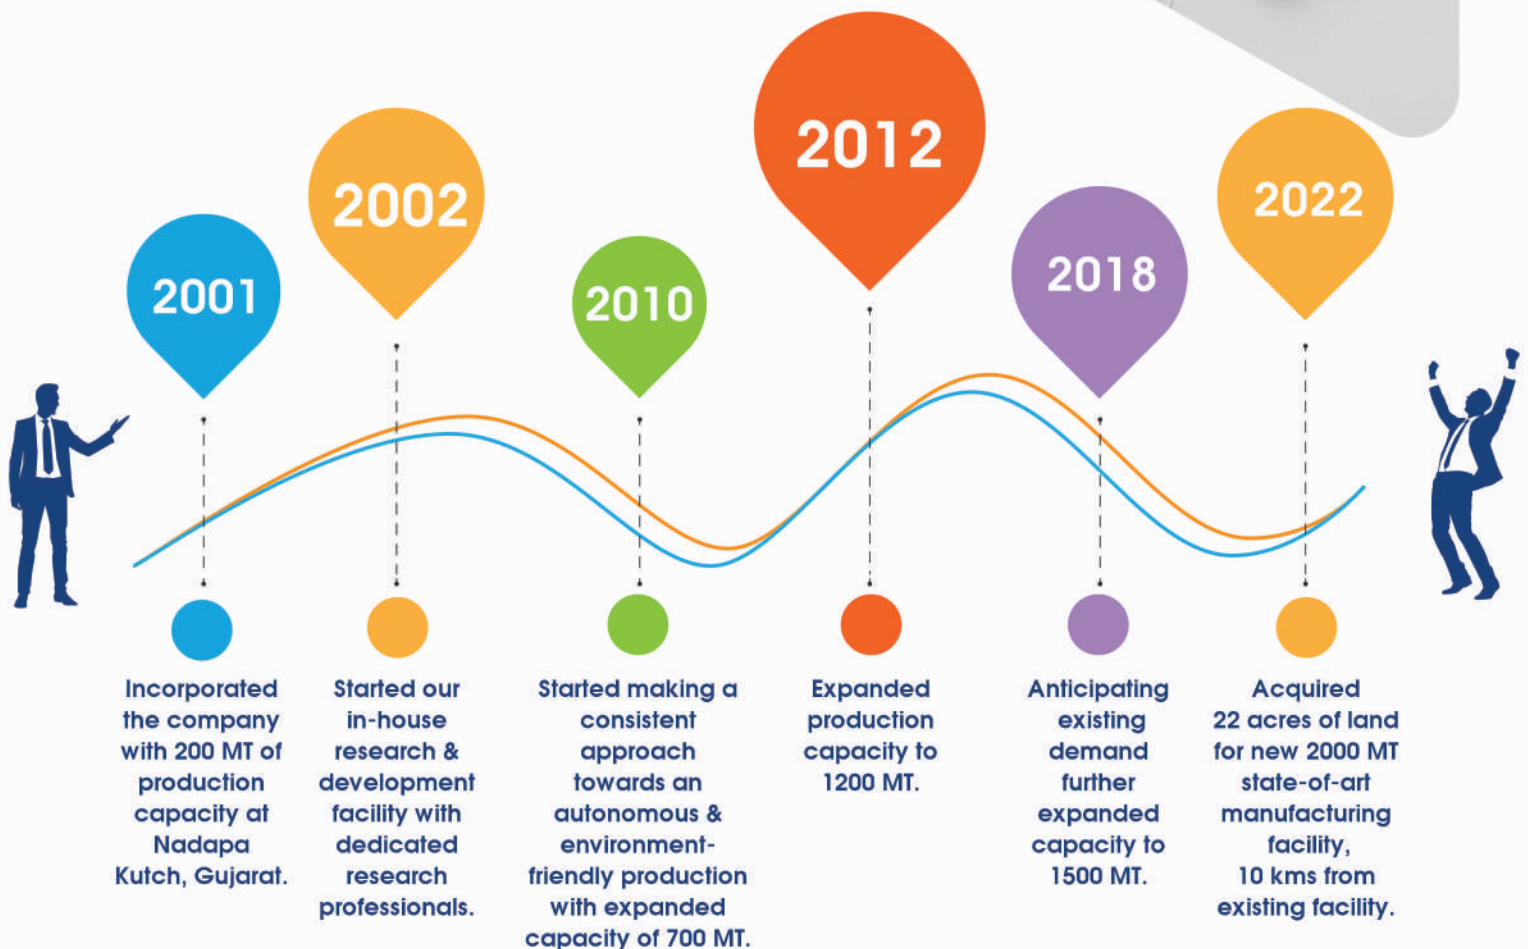 2001
2002
2010
2012
2018
2022
Incorporated
the company
with 200 MT of
production
capacity at
Nadapa
Kutch, Gujarat.
Started our
in-house
research &
development
facility with
dedicated
research
professionals.
Started making a
consistent
approach
towards an
autonomous &
environment-
friendly production
with expanded
capacity of 700 MT.
Expanded
production
capacity to
1200 MT.
Anticipating
existing
demand
further
expanded
capacity to
1500 MT.
Acquired
22 acres of land
for new 2000 MT
state-of-art
manufacturing
facility,
10 kms from
existing facility.